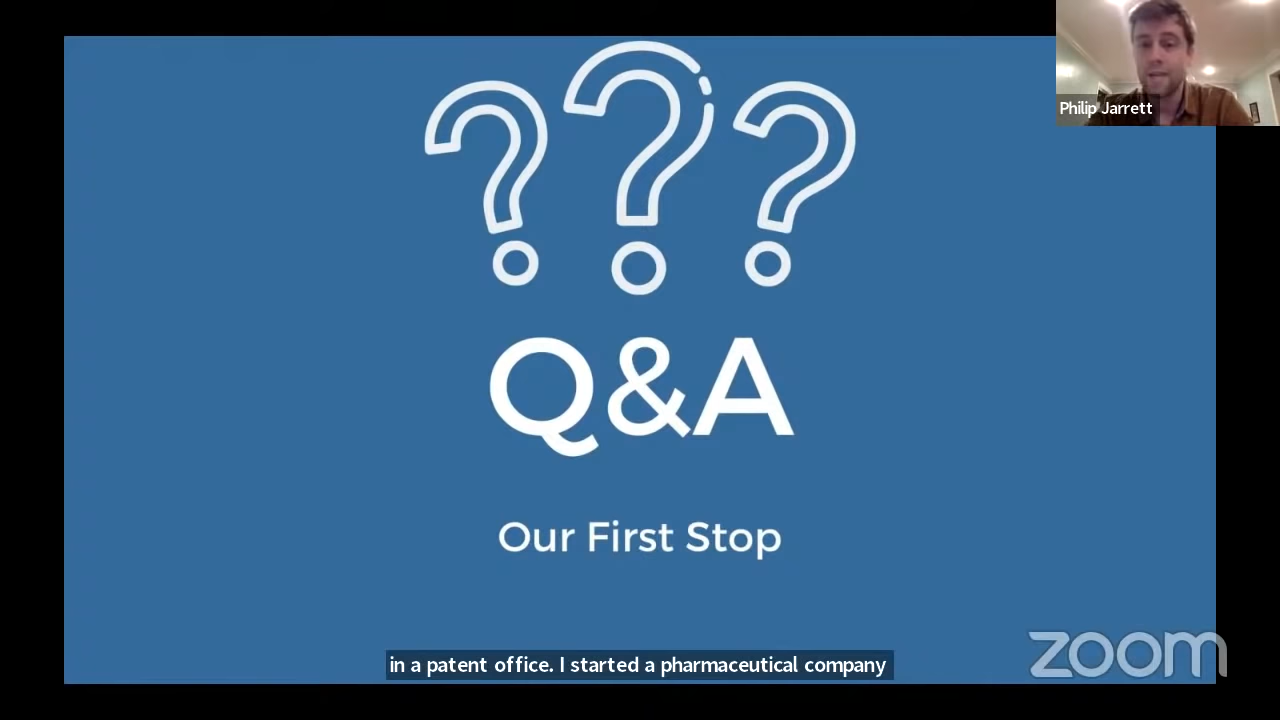 Philip Jarrett
???
Q&A
Our First Stop
in a patent office. I started a pharmaceutical company
zoom